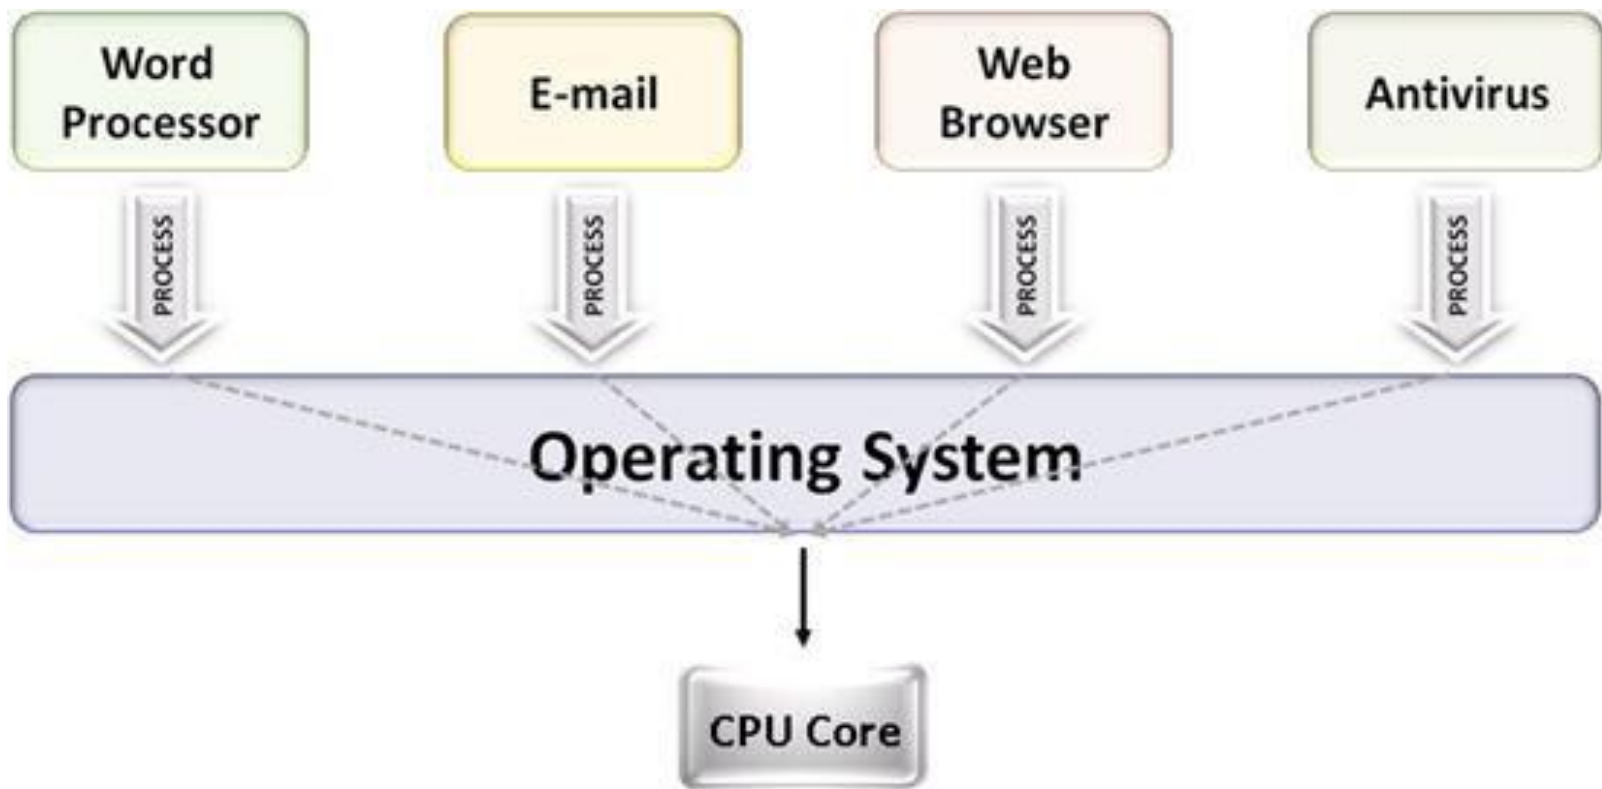 Word
Processor
E-mail
Web
Browser
Antivirus
PROCESS
PROCESS
PROCESS
PROCESS
Operating System
CPU Core